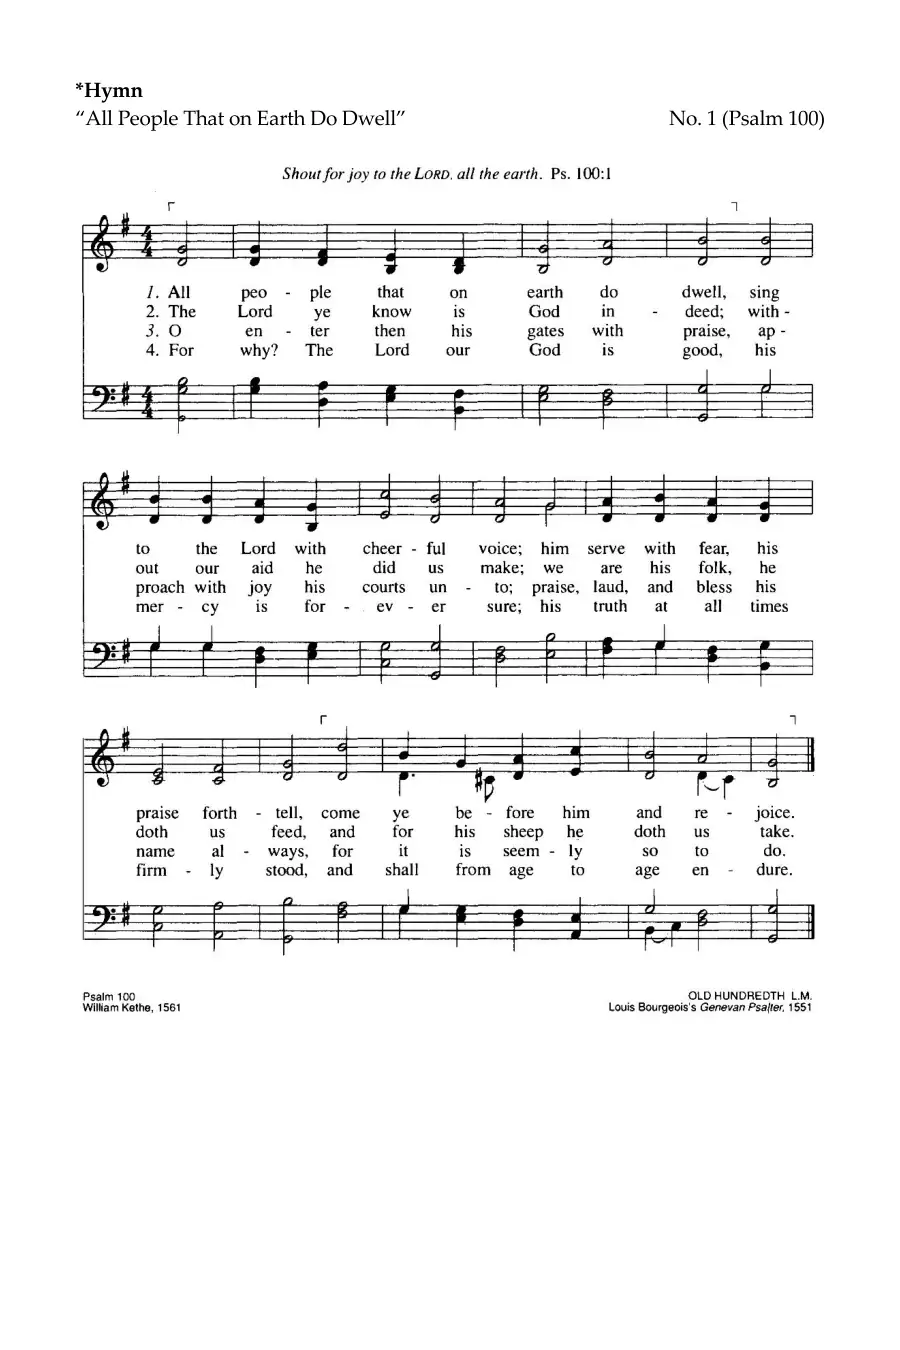 *Hymn
“All People That on Earth Do Dwell” No. 1 (Psalm 100)
Shout for joy to the LORD, all the earth. Ps. 100:1
1. All peo - ple that on earth do dwell, sing
2. The Lord ye know is God in - deed; with -
3. O en - ter then his gates with praise, ap -
4. For why? The Lord our God is good, his
to the Lord with cheer - ful voice; him serve with fear, his
out our aid he did us make; we are his folk, he
proach with joy his courts un - to; praise, laud, and bless his
mer - cy is for - ev - er sure; his truth at all times
praise forth - tell, come ye be - fore him and re - joice.
doth us feed, and for his sheep he doth us take.
name al - ways, for it is seem - ly so to do.
firm - ly stood, and shall from age to age en - dure.
Psalm 100 OLD HUNDREDTH L.M.
William Kethe, 1561 Louis Bourgeois's Genevan Psalter, 1551